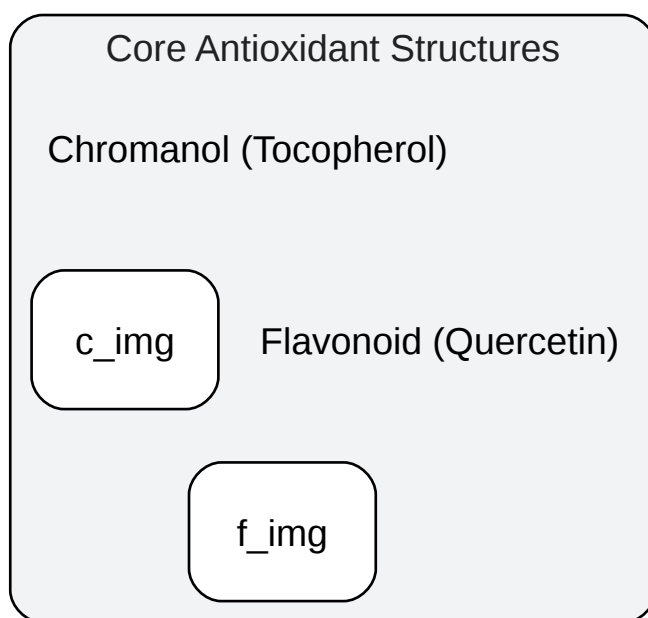 Core Antioxidant Structures
Chromanol (Tocopherol)
c_img
Flavonoid (Quercetin)
f_img